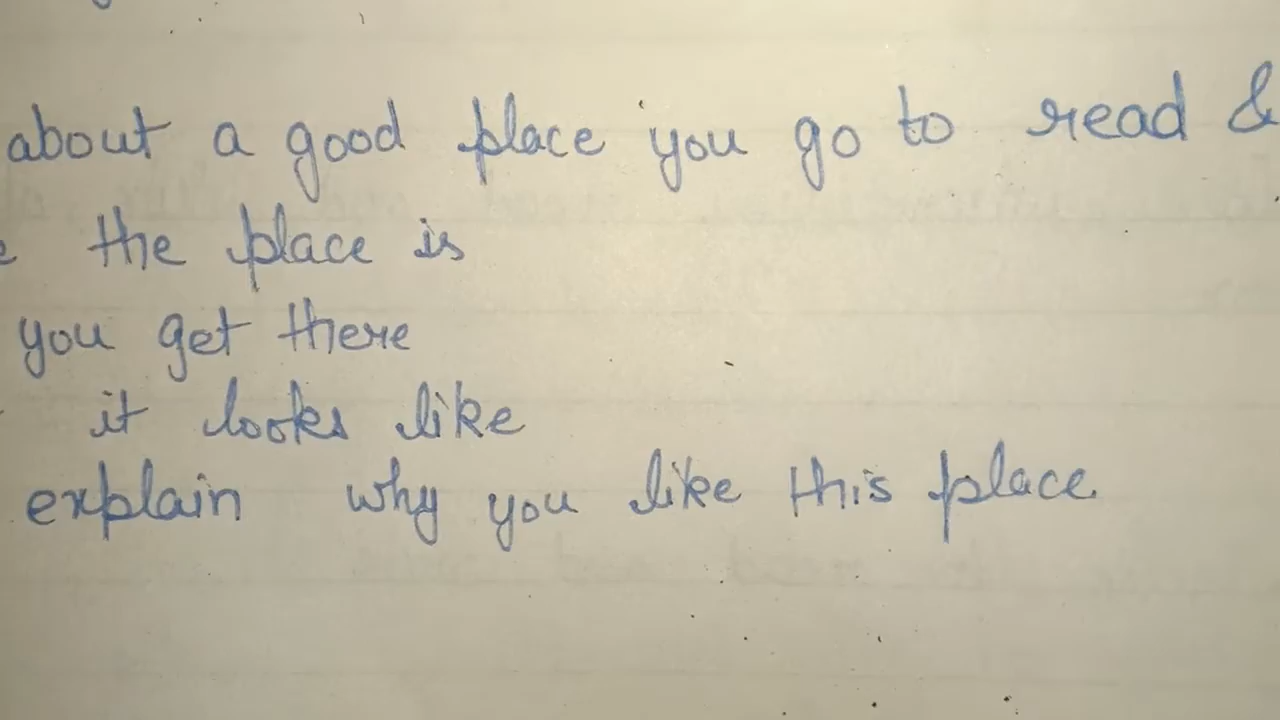 about a good place you go to read &
the place is
you get there
it looks like
explain why you like this place